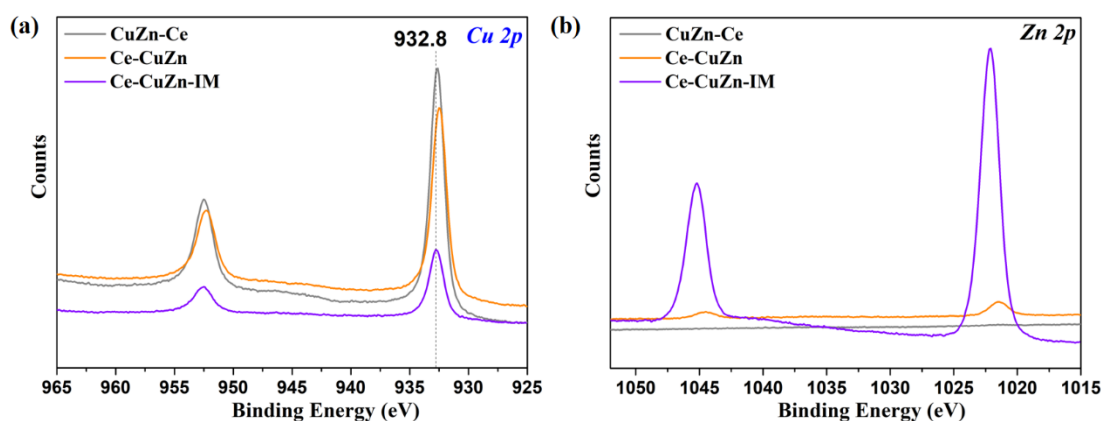 (a)
CuZn-Ce
Ce-CuZn
Ce-CuZn-IM
932.8
Cu 2p
Counts
965 960 955 950 945 940 935 930 925
Binding Energy (eV)
(b)
CuZn-Ce
Ce-CuZn
Ce-CuZn-IM
Zn 2p
Counts
1050 1045 1040 1035 1030 1025 1020 1015
Binding Energy (eV)